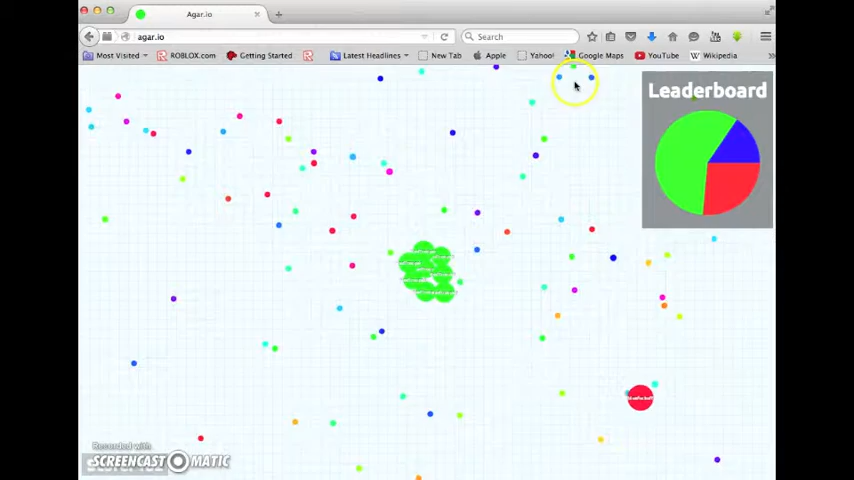 Agar.io
agar.io
Search
Most Visited
ROBLOX.com
Getting Started
Latest Headlines
New Tab
Apple
Yahoo!
Google Maps
YouTube
Wikipedia
Leaderboard
Recorded with
SCREENCAST MATIC